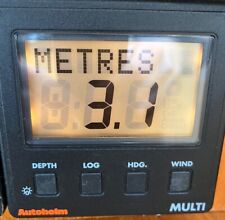 METRES
3.1
DEPTH LOG HDG. WIND
Autohelm MULTI